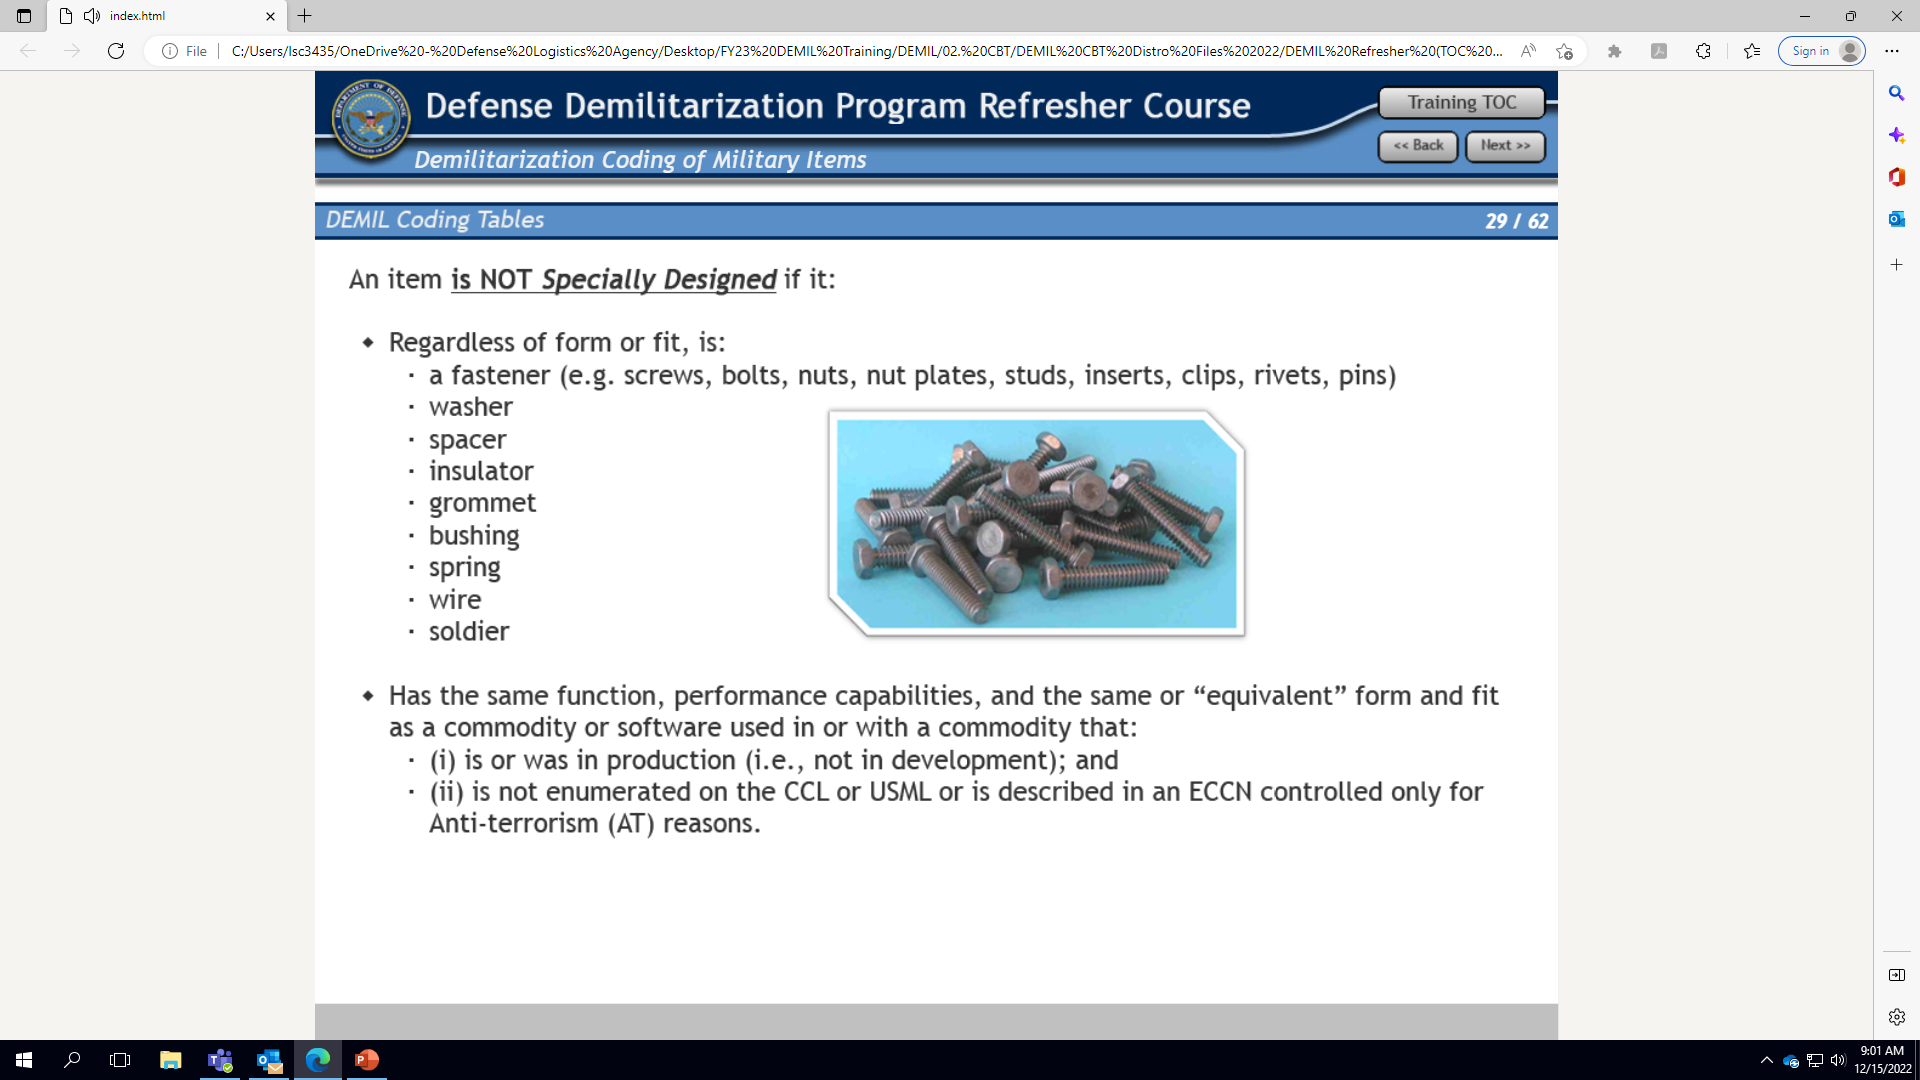 index.html
File
C:/Users/lsc3435/OneDrive%20-%20Defense%20Logistics%20Agency/Desktop/FY23%20DEMIL%20Training/DEMIL/02.%20CBT/DEMIL%20CBT%20Distro%20Files%202022/DEMIL%20Refresher%20(TOC%20...
Sign in
Defense Demilitarization Program Refresher Course
Training TOC
<< Back
Next >>
Demilitarization Coding of Military Items
DEMIL Coding Tables
29 / 62
An item is NOT Specially Designed if it:
Regardless of form or fit, is:
a fastener (e.g. screws, bolts, nuts, nut plates, studs, inserts, clips, rivets, pins)
washer
spacer
insulator
grommet
bushing
spring
wire
soldier
Has the same function, performance capabilities, and the same or “equivalent” form and fit
as a commodity or software used in or with a commodity that:
(i) is or was in production (i.e., not in development); and
(ii) is not enumerated on the CCL or USML or is described in an ECCN controlled only for
Anti-terrorism (AT) reasons.
9:01 AM
12/15/2022